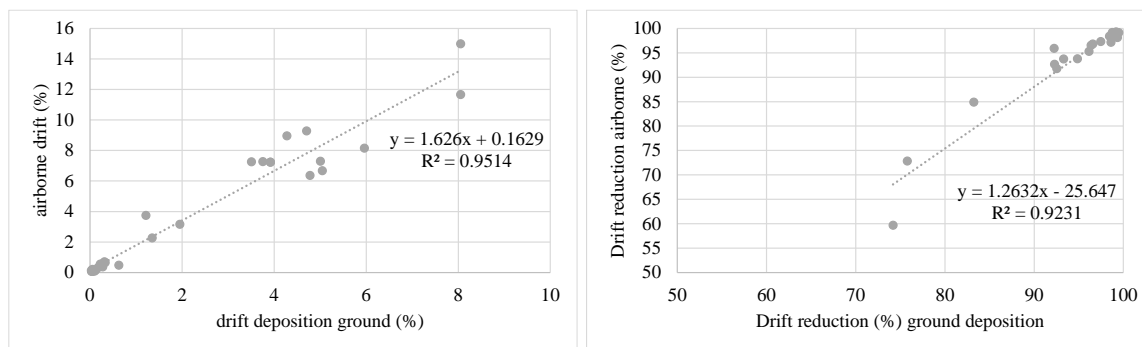 16
14
12
10
8
6
4
2
0
airborne drift (%)
y = 1.626x + 0.1629
R² = 0.9514
0 2 4 6 8 10
drift deposition ground (%)
100
95
90
85
80
75
70
65
60
55
50
Drift reduction airborne (%)
y = 1.2632x - 25.647
R² = 0.9231
50 60 70 80 90 100
Drift reduction (%) ground deposition